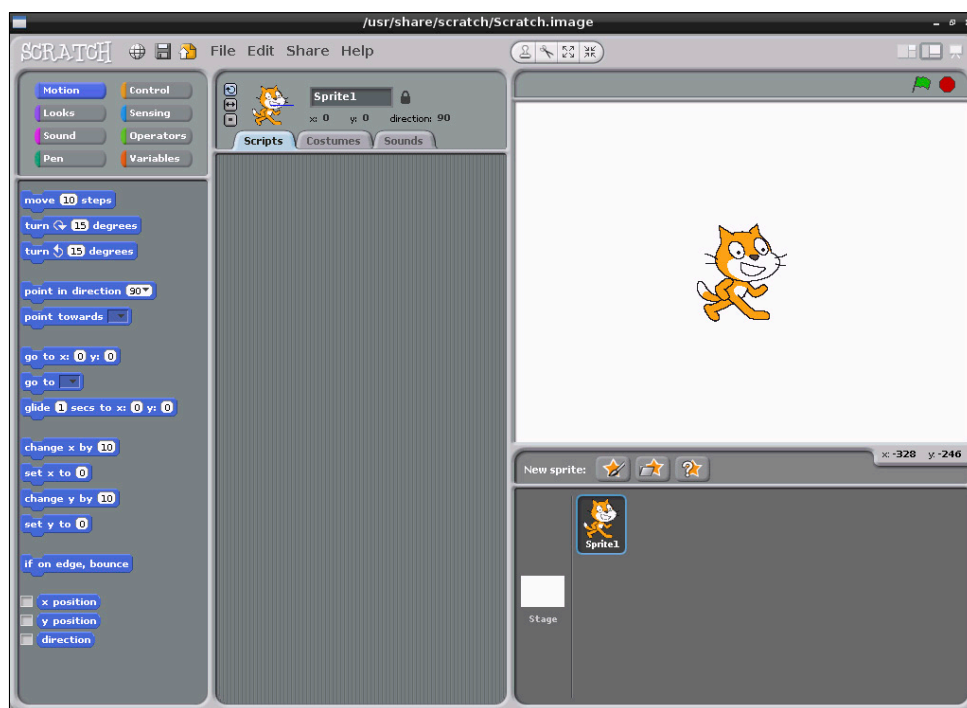 /usr/share/scratch/Scratch.image
SCRATCH File Edit Share Help
Motion Control
Looks Sensing
Sound Operators
Pen Variables
Sprite1
x: 0 y: 0 direction: 90
Scripts Costumes Sounds
move 10 steps
turn 15 degrees
turn 15 degrees
point in direction 90
point towards
go to x: 0 y: 0
go to
glide 1 secs to x: 0 y: 0
change x by 10
set x to 0
change y by 10
set y to 0
if on edge, bounce
x position
y position
direction
x: -328 y: -246
New sprite:
Sprite1
Stage